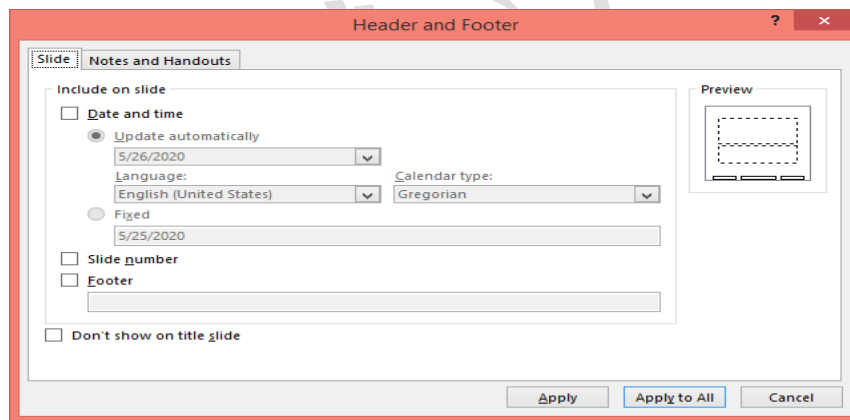 Header and Footer
? ×
Slide Notes and Handouts
Include on slide Preview
Date and time
Update automatically
5/26/2020
Language: Calendar type:
English (United States) Gregorian
Fixed
5/25/2020
Slide number
Footer
Don't show on title slide
Apply Apply to All Cancel